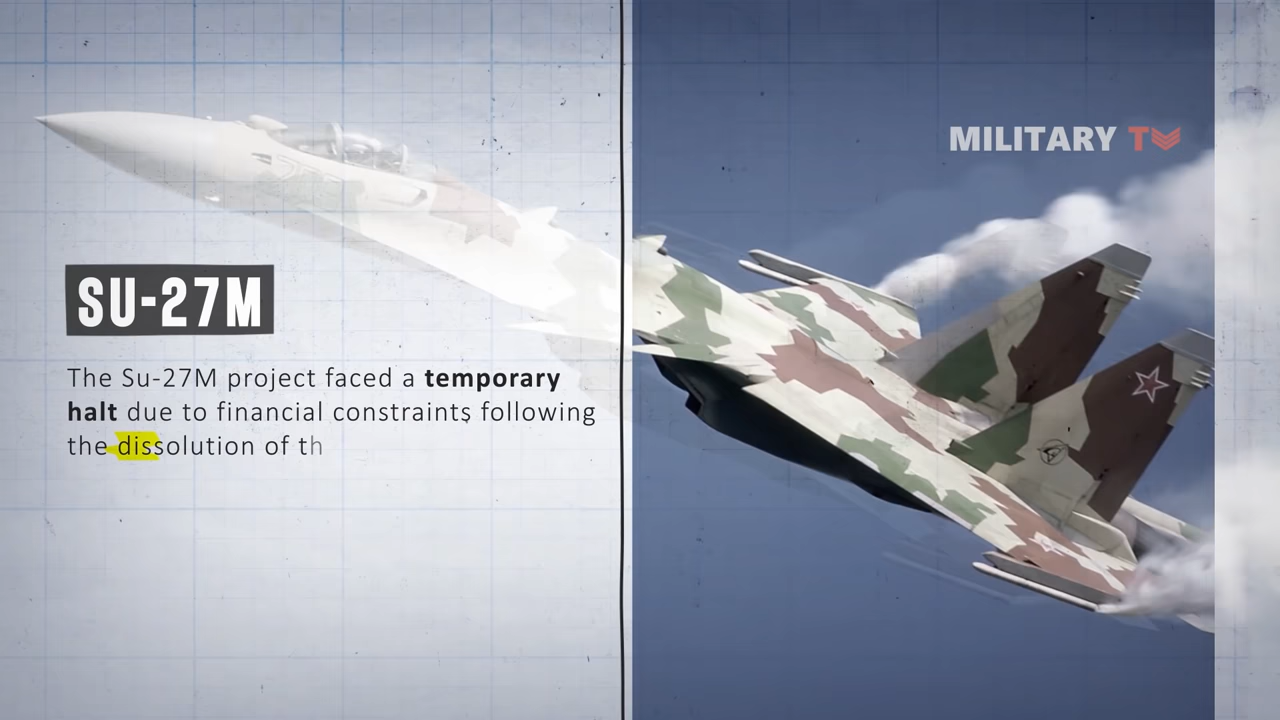 MILITARY TV
SU-27M
The Su-27M project faced a temporary
halt due to financial constraints following
the dissolution of th